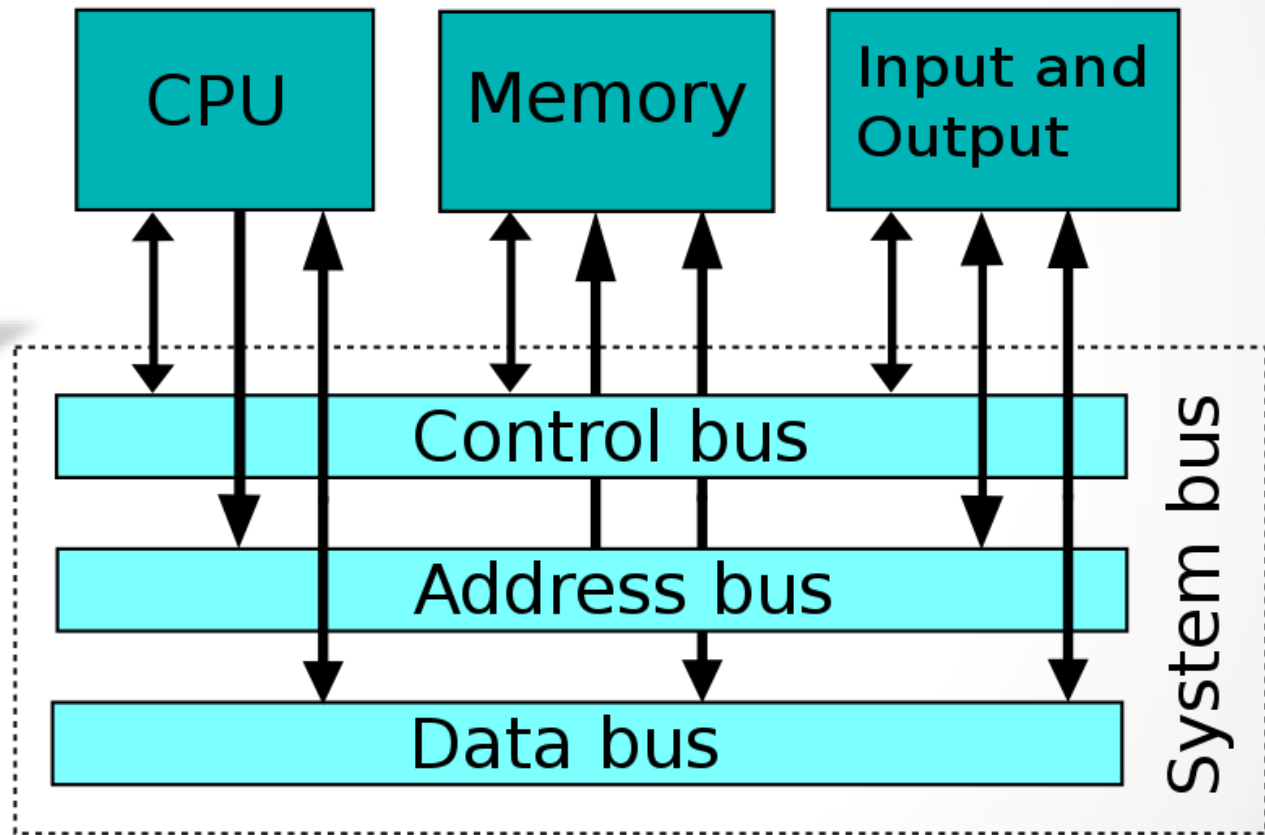 CPU
Memory
Input and
Output
Control bus
Address bus
Data bus
System bus